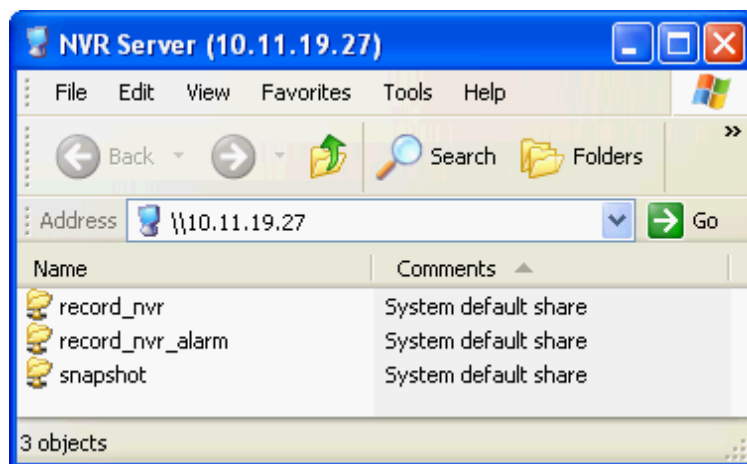 NVR Server (10.11.19.27)
File Edit View Favorites Tools Help
Back Search Folders »
Address \\10.11.19.27 Go
Name Comments
record_nvr System default share
record_nvr_alarm System default share
snapshot System default share
3 objects